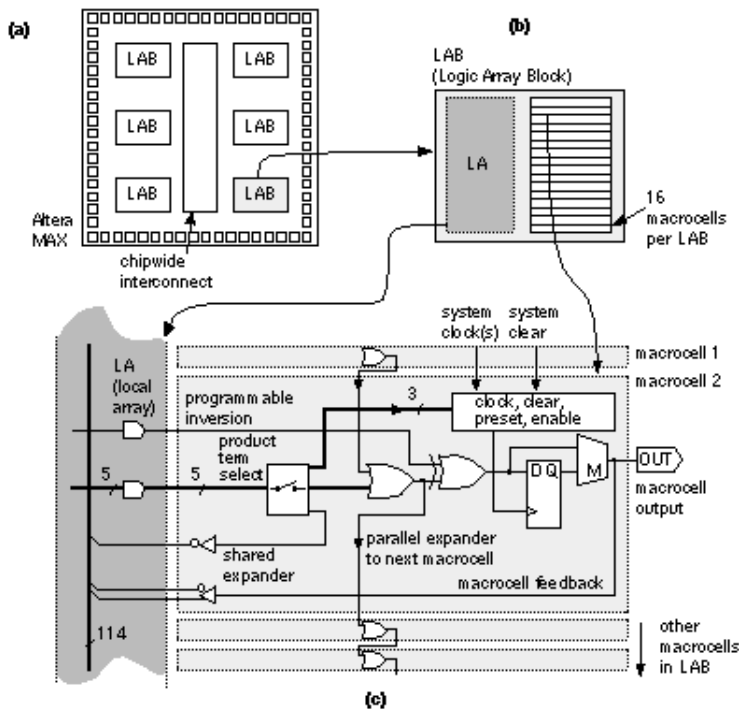 (a)
(b)
LAB
LAB
LAB
LAB
LAB
LAB
Altera
MAX
chipwide
interconnect
LAB
(Logic Array Block)
LA
16
macrocells
per LAB
system
clock(s)
system
clear
macrocell 1
macrocell 2
LA
(local
array)
programmable
inversion
product
term
select
3
clock, clear,
preset, enable
5
5
D Q
M
OUT
macrocell
output
shared
expander
parallel expander
to next macrocell
macrocell feedback
114
other
macrocells
in LAB
(c)